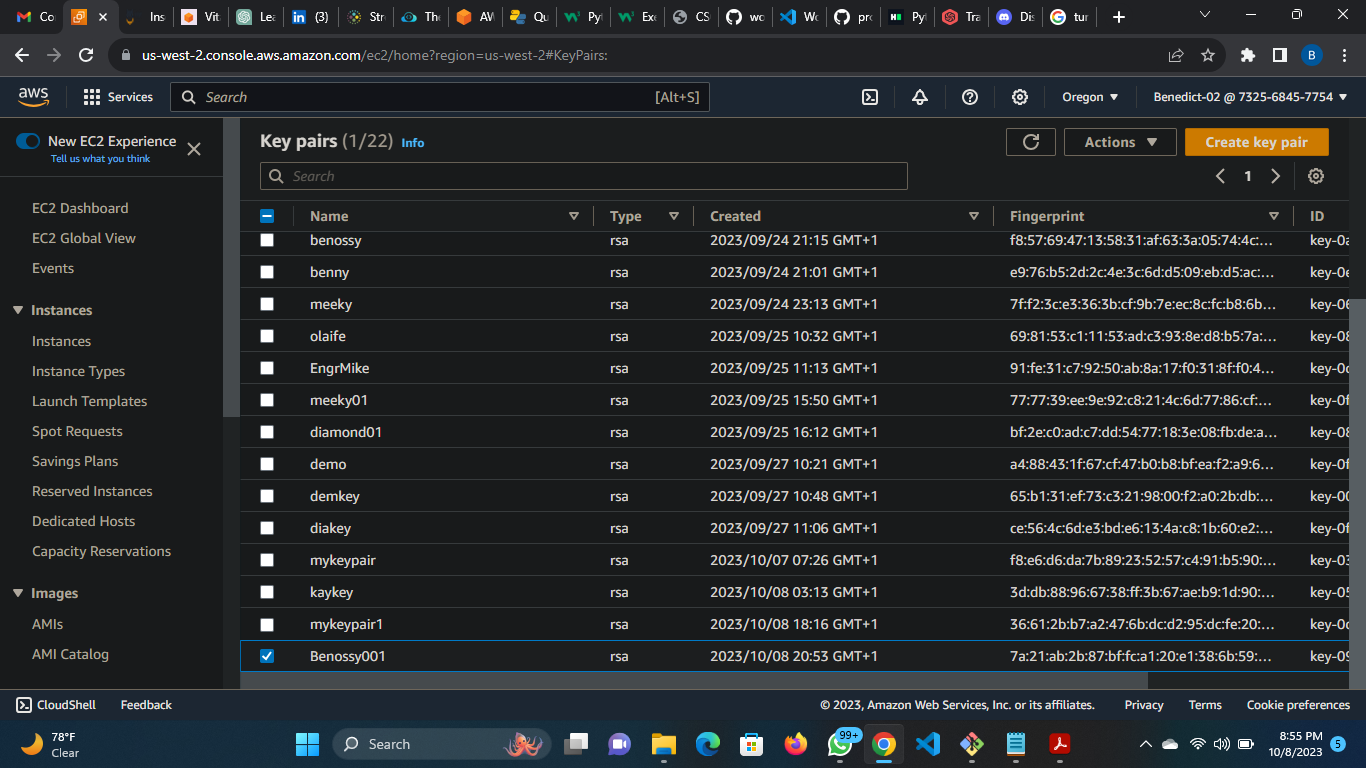 Co
Ins
Vit
Lea
(3)
Str
The
AV
Qu
Pyt
Exe
CS
wo
Wo
pro
Pyt
Tra
Dis
tur
us-west-2.console.aws.amazon.com/ec2/home?region=us-west-2#KeyPairs:
B
aws
Services
Search
[Alt+S]
Oregon
Benedict-02 @ 7325-6845-7754
New EC2 Experience
Tell us what you think
EC2 Dashboard
EC2 Global View
Events
Instances
Instances
Instance Types
Launch Templates
Spot Requests
Savings Plans
Reserved Instances
Dedicated Hosts
Capacity Reservations
Images
AMIs
AMI Catalog
Key pairs (1/22) Info
Actions
Create key pair
Search
1
Name Type Created Fingerprint ID
benossy rsa 2023/09/24 21:15 GMT+1 f8:57:69:47:13:58:31:af:63:3a:05:74:4c:... key-0a
benny rsa 2023/09/24 21:01 GMT+1 e9:76:b5:2d:2c:4e:3c:6d:d5:09:eb:d5:ac:... key-0e
meeky rsa 2023/09/24 23:13 GMT+1 7f:f2:3c:e3:36:3b:cf:9b:7e:ec:8c:fc:b8:6b... key-06
olaife rsa 2023/09/25 10:32 GMT+1 69:81:53:c1:11:53:ad:c3:93:8e:d8:b5:7a:... key-08
EngrMike rsa 2023/09/25 11:13 GMT+1 91:fe:31:c7:92:50:ab:8a:17:f0:31:8f:f0:4... key-0c
meeky01 rsa 2023/09/25 15:50 GMT+1 77:77:39:ee:9e:92:c8:21:4c:6d:77:86:cf:... key-0f
diamond01 rsa 2023/09/25 16:12 GMT+1 bf:2e:c0:ad:c7:dd:54:77:18:3e:08:fb:de:a... key-08
demo rsa 2023/09/27 10:21 GMT+1 a4:88:43:1f:67:cf:47:b0:b8:bf:ea:f2:a9:6... key-0f
demkey rsa 2023/09/27 10:48 GMT+1 65:b1:31:ef:73:c3:21:98:00:f2:a0:2b:db:... key-00
diakey rsa 2023/09/27 11:06 GMT+1 ce:56:4c:6d:e3:bd:e6:13:4a:c8:1b:60:e2:... key-0f
mykeypair rsa 2023/10/07 07:26 GMT+1 f8:e6:d6:da:7b:89:23:52:57:c4:91:b5:90:... key-03
kaykey rsa 2023/10/08 03:13 GMT+1 3d:db:88:96:67:38:ff:3b:67:ae:b9:1d:90:... key-05
mykeypair1 rsa 2023/10/08 18:16 GMT+1 36:61:2b:b7:a2:47:6b:dc:d2:95:dc:fe:20:... key-0c
Benossy001 rsa 2023/10/08 20:53 GMT+1 7a:21:ab:2b:87:bf:fc:a1:20:e1:38:6b:59:... key-09
CloudShell
Feedback
© 2023, Amazon Web Services, Inc. or its affiliates.
Privacy
Terms
Cookie preferences
78°F
Clear
Search
99+
8:55 PM
10/8/2023
5